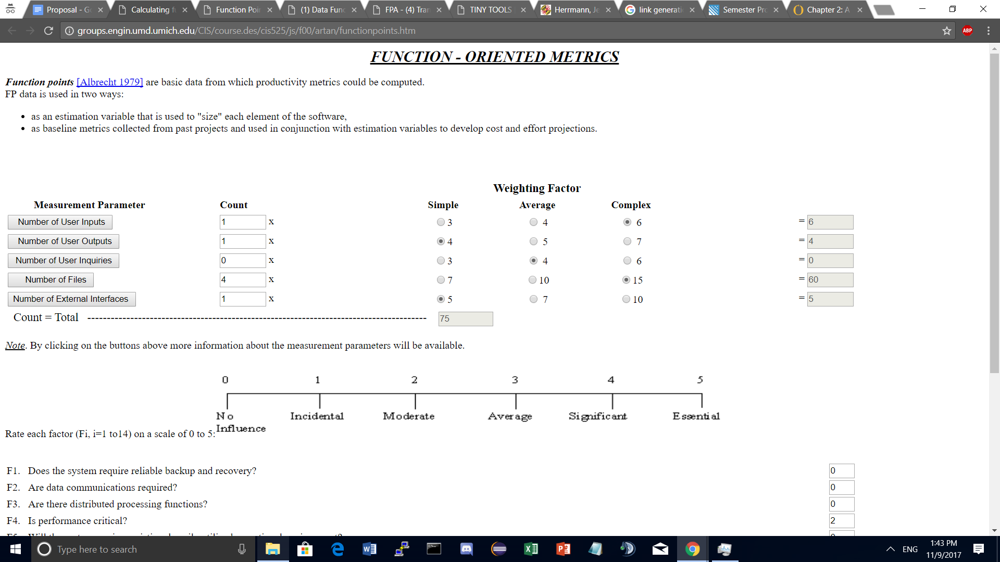 Proposal - G
Calculating f
Function Poi
(1) Data Func
FPA - (4) Tran
TINY TOOLS
Herrmann, Je
link generati
Semester Pro
Chapter 2: A
groups.engin.umd.umich.edu/CIS/course.des/cis525/js/f00/artan/functionpoints.htm
ABP
FUNCTION - ORIENTED METRICS
Function points [Albrecht 1979] are basic data from which productivity metrics could be computed.
FP data is used in two ways:
• as an estimation variable that is used to "size" each element of the software,
• as baseline metrics collected from past projects and used in conjunction with estimation variables to develop cost and effort projections.
Weighting Factor
Measurement Parameter Count Simple Average Complex
Number of User Inputs 1 x 3 4 6 = 6
Number of User Outputs 1 x 4 5 7 = 4
Number of User Inquiries 0 x 3 4 6 = 0
Number of Files 4 x 7 10 15 = 60
Number of External Interfaces 1 x 5 7 10 = 5
Count = Total ---------------------------------------------------------------------------------------- 75
Note. By clicking on the buttons above more information about the measurement parameters will be available.
0 1 2 3 4 5
No Influence Incidental Moderate Average Significant Essential
Rate each factor (Fi, i=1 to14) on a scale of 0 to 5:
F1. Does the system require reliable backup and recovery? 0
F2. Are data communications required? 0
F3. Are there distributed processing functions? 0
F4. Is performance critical? 2
Type here to search
ENG
1:43 PM
11/9/2017